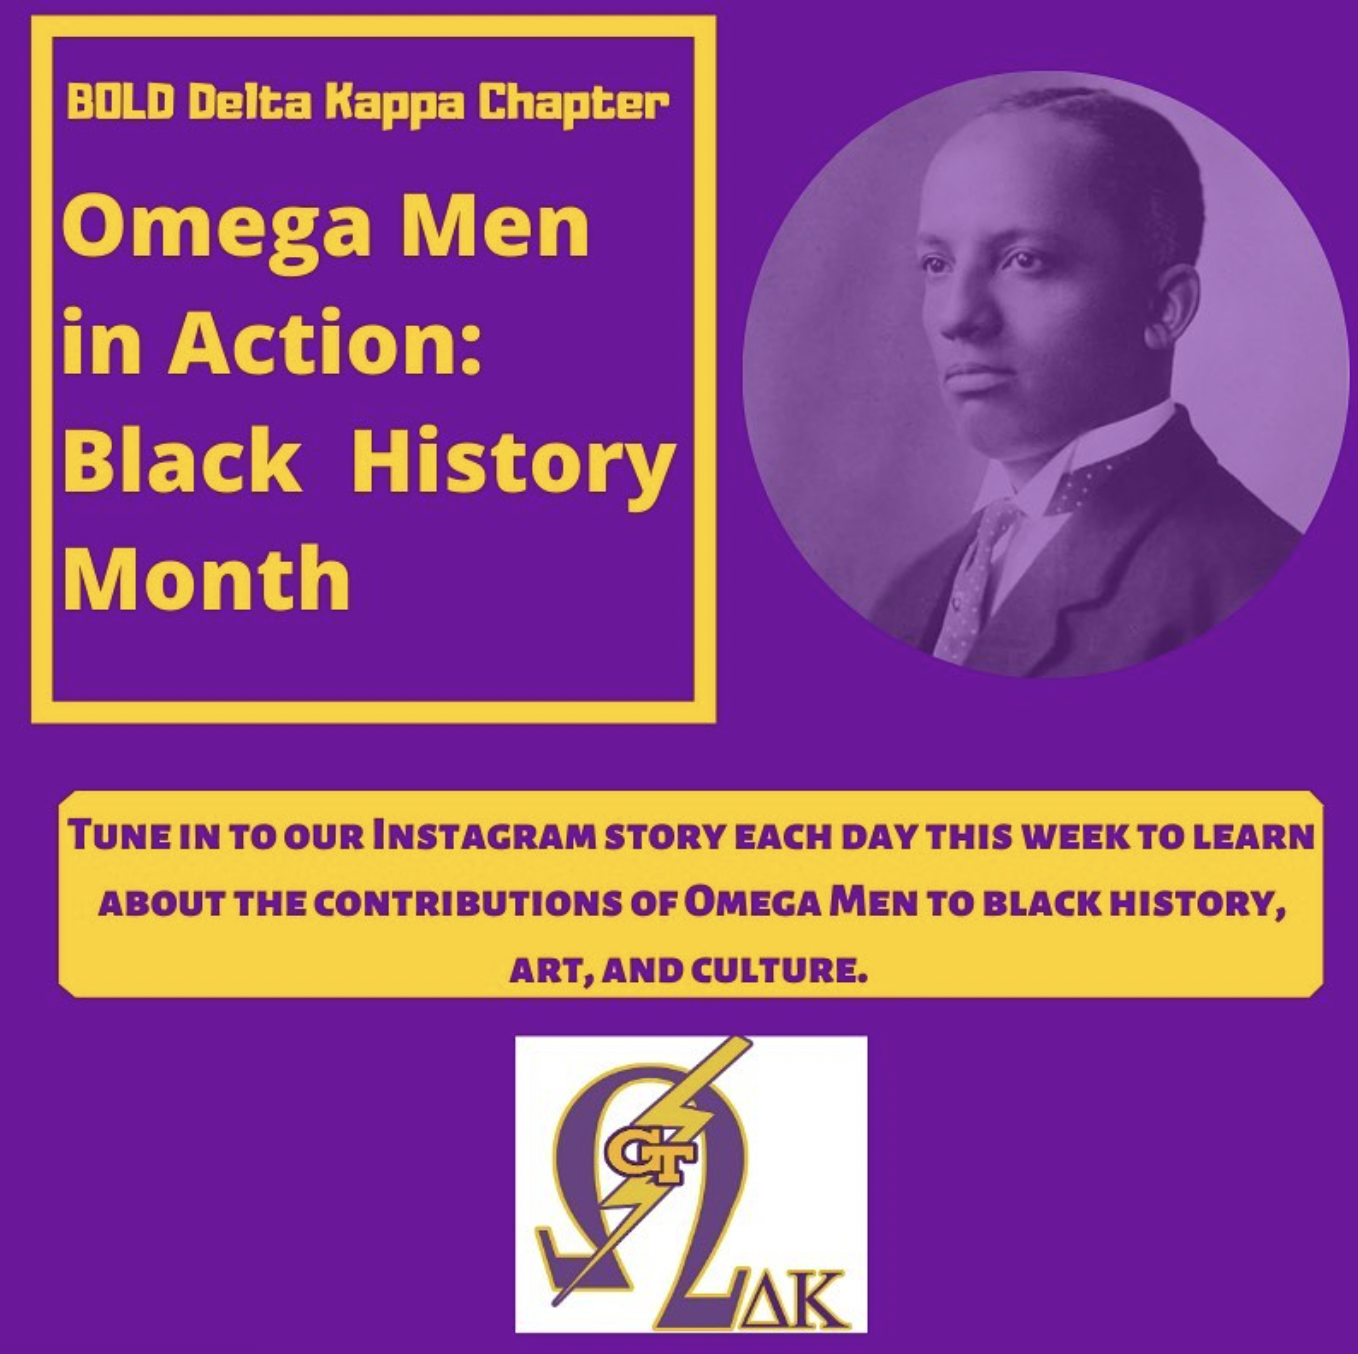 BOLD Delta Kappa Chapter
Omega Men
in Action:
Black History
Month
Tune in to our Instagram story each day this week to learn
about the contributions of Omega Men to black history,
art, and culture.
Ω
GT
ΔΚ